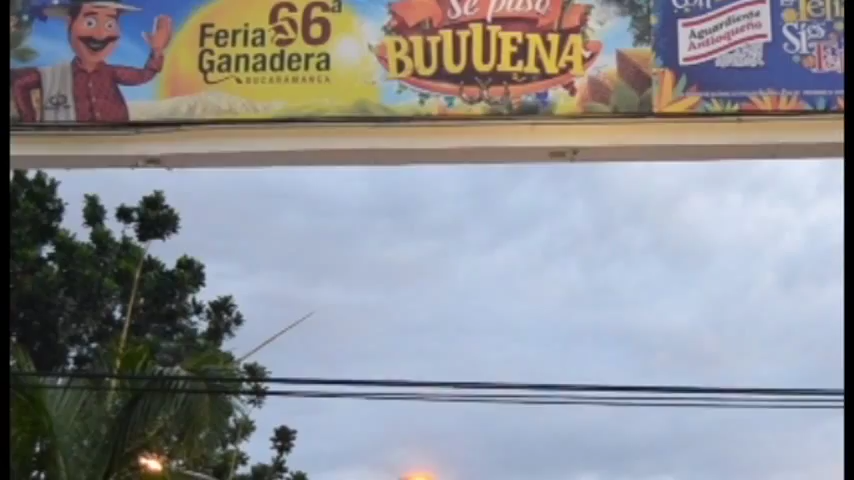 Feria 66ª
Ganadera
BUCARAMANGA
Se puso
BUUUENA
Aguardiente
Antioqueño